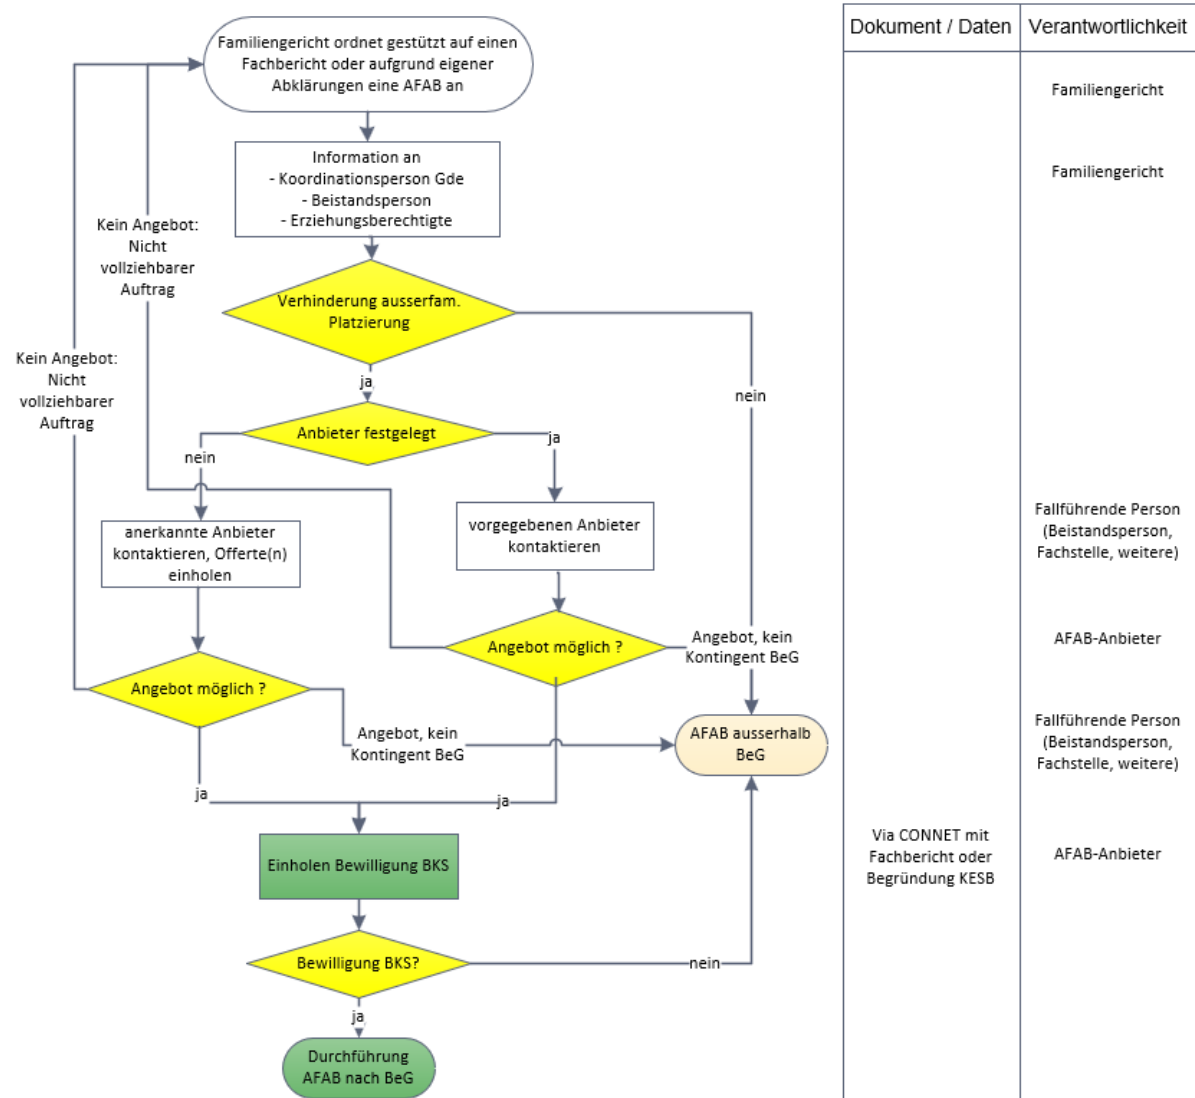 Familiengericht ordnet gestützt auf einen
Fachbericht oder aufgrund eigener
Abklärungen eine AFAB an
Dokument / Daten
Verantwortlichkeit
Familiengericht
Information an
- Koordinationsperson Gde
- Beistandsperson
- Erziehungsberechtigte
Familiengericht
Kein Angebot:
Nicht
vollziehbarer
Auftrag
Verhinderung ausserfam.
Platzierung
Kein Angebot:
Nicht
vollziehbarer
Auftrag
ja
nein
Anbieter festgelegt
nein
ja
anerkannte Anbieter
kontaktieren, Offerte(n)
einholen
vorgegebenen Anbieter
kontaktieren
Fallführende Person
(Beistandsperson,
Fachstelle, weitere)
Angebot möglich ?
Angebot, kein
Kontingent BeG
AFAB-Anbieter
Angebot möglich ?
Angebot, kein
Kontingent BeG
AFAB ausserhalb
BeG
Fallführende Person
(Beistandsperson,
Fachstelle, weitere)
ja
ja
Einholen Bewilligung BKS
Via CONNET mit
Fachbericht oder
Begründung KESB
AFAB-Anbieter
Bewilligung BKS?
nein
ja
Durchführung
AFAB nach BeG